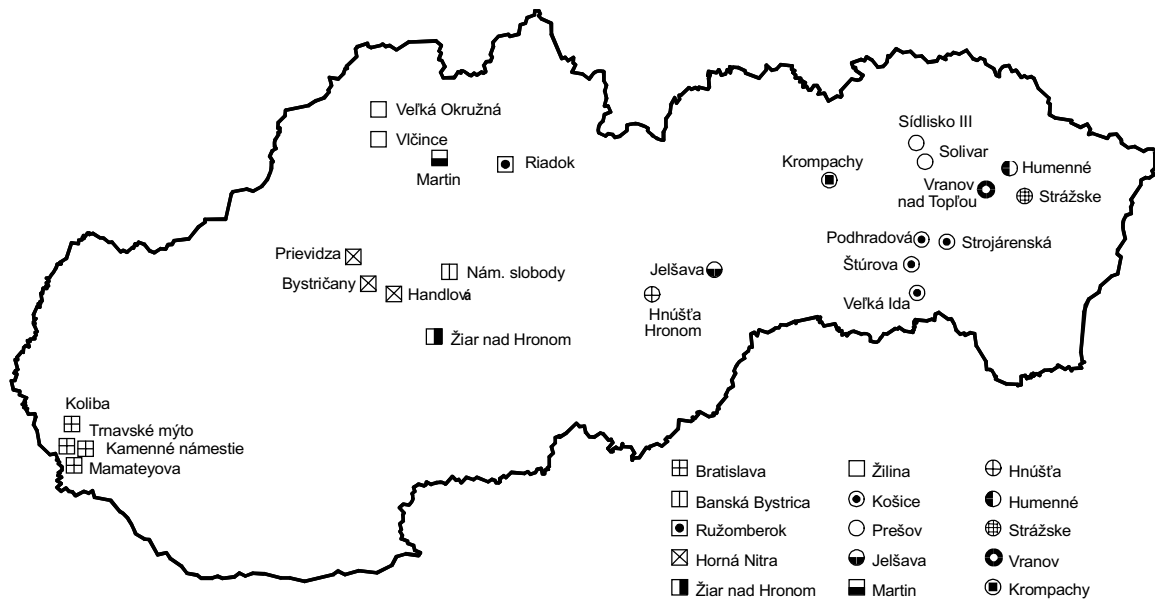 Veľká Okružná
Vlčince
Martin
Riadok
Sídlisko III
Solivar
Krompachy
Humenné
Vranov
nad Topľou
Strážske
Prievidza
Bystričany
Handlová
Nám. slobody
Podhradová
Strojárenská
Jelšava
Štúrova
Veľká Ida
Hnúšťa
Hronom
Žiar nad Hronom
Koliba
Trnavské mýto
Kamenné námestie
Mamateyova
Bratislava
Banská Bystrica
Ružomberok
Horná Nitra
Žiar nad Hronom
Žilina
Košice
Prešov
Jelšava
Martin
Hnúšťa
Humenné
Strážske
Vranov
Krompachy